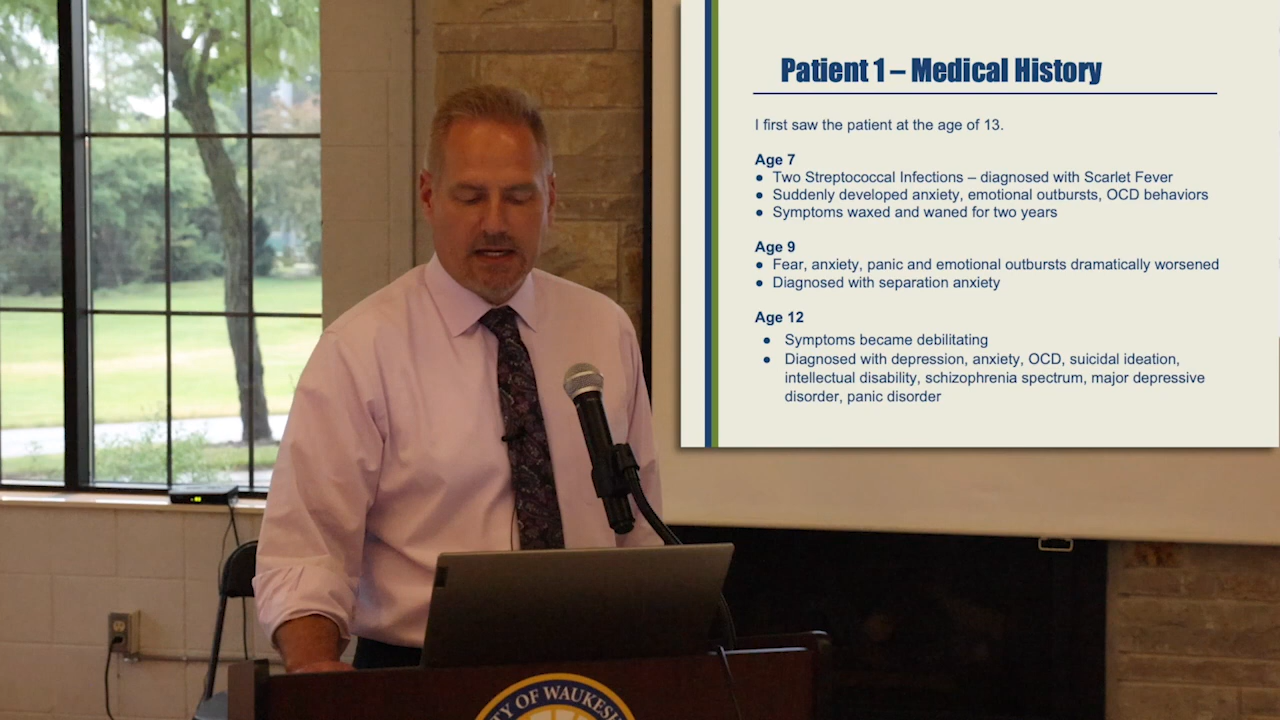 Patient 1 – Medical History
I first saw the patient at the age of 13.
Age 7
● Two Streptococcal Infections – diagnosed with Scarlet Fever
● Suddenly developed anxiety, emotional outbursts, OCD behaviors
● Symptoms waxed and waned for two years
Age 9
● Fear, anxiety, panic and emotional outbursts dramatically worsened
● Diagnosed with separation anxiety
Age 12
● Symptoms became debilitating
● Diagnosed with depression, anxiety, OCD, suicidal ideation,
intellectual disability, schizophrenia spectrum, major depressive
disorder, panic disorder
OF WAUKESH